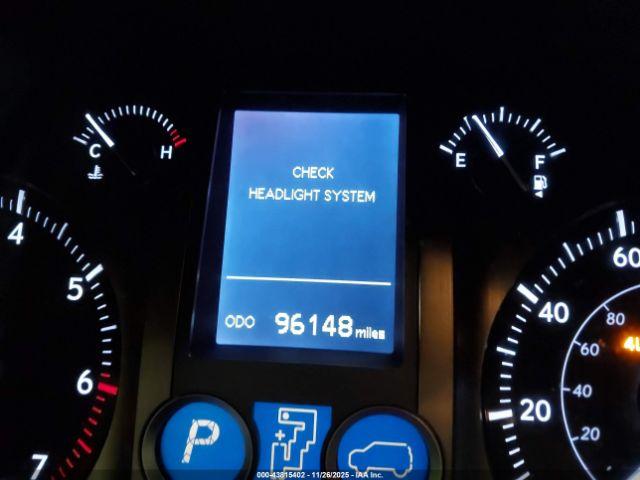 C H
E F
CHECK
HEADLIGHT SYSTEM
ODO 96148 miles
4
5
6
7
60
40
20
80
60
40
20
P
+
000-43815402 - 11/26/2025 - IAA Inc.